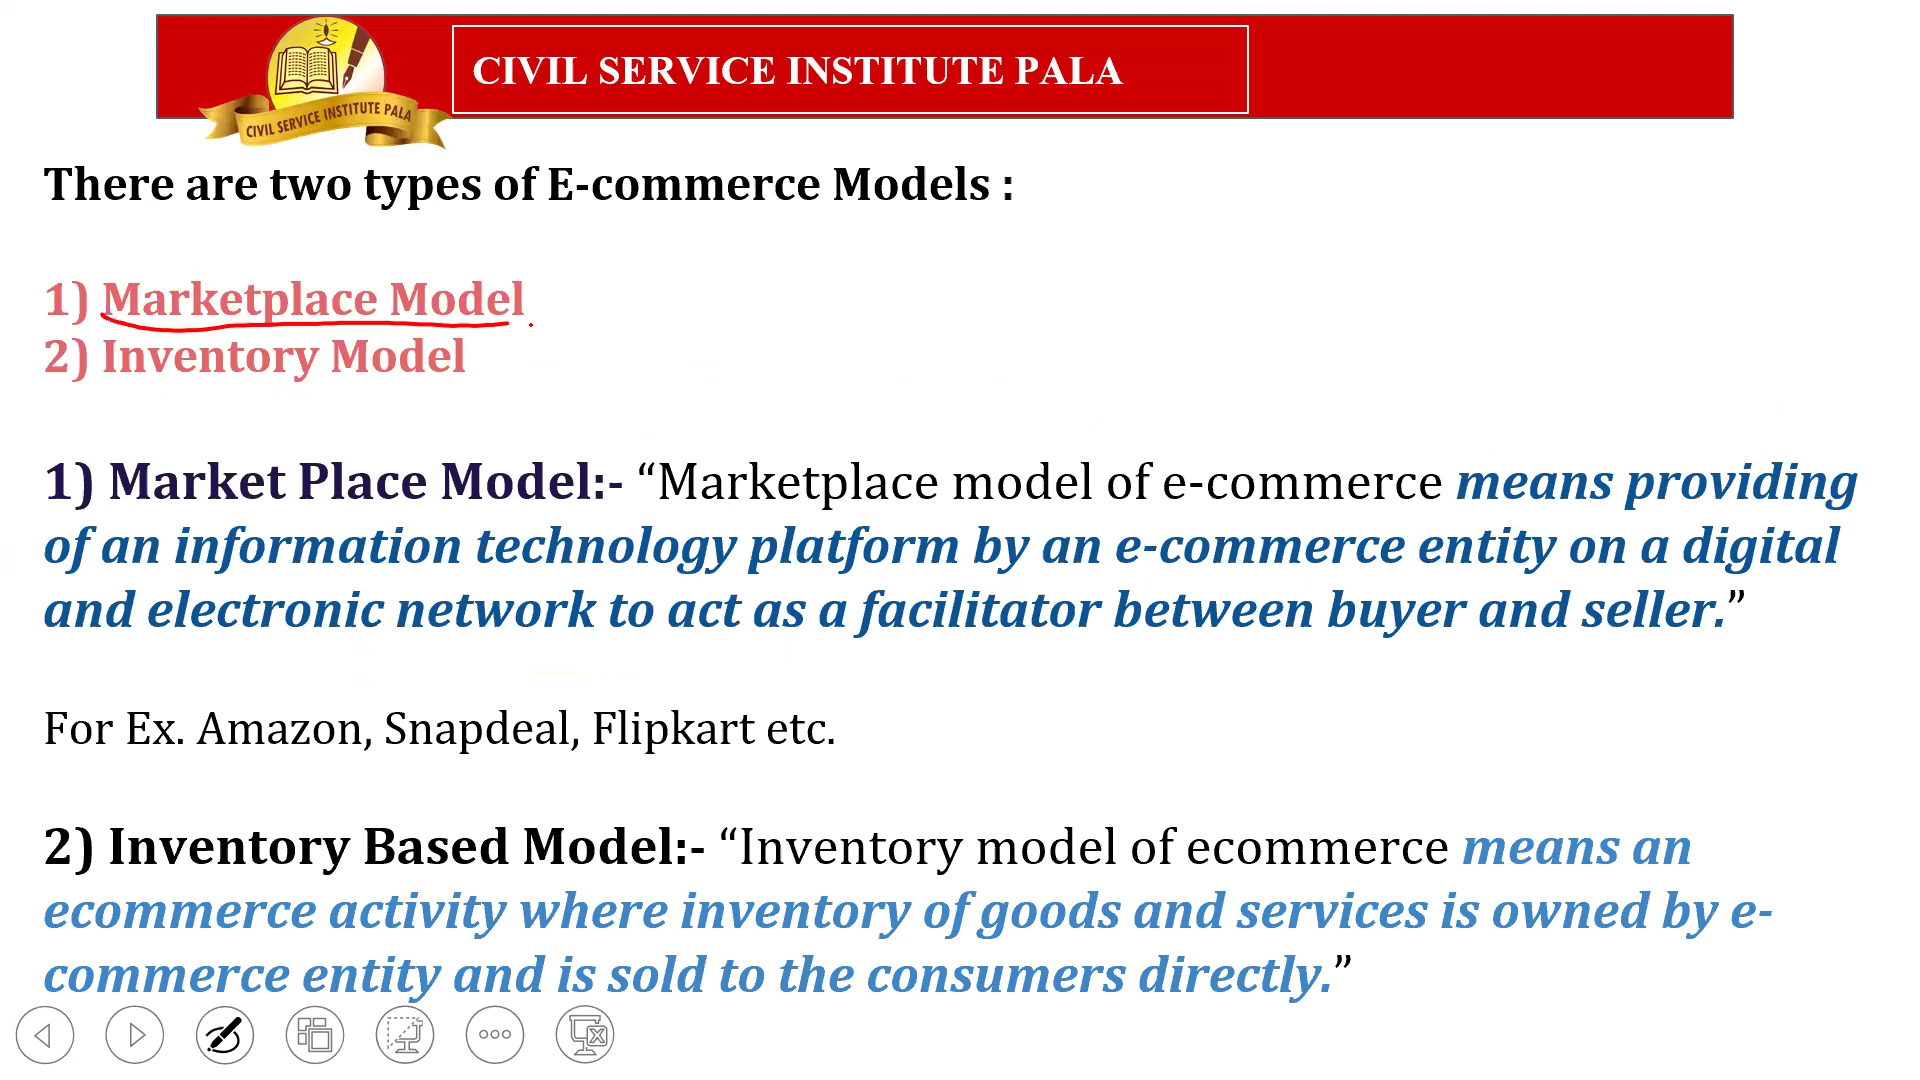 CIVIL SERVICE INSTITUTE PALA
CIVIL SERVICE INSTITUTE PALA
There are two types of E-commerce Models :
1) Marketplace Model
2) Inventory Model
1) Market Place Model:- “Marketplace model of e-commerce means providing
of an information technology platform by an e-commerce entity on a digital
and electronic network to act as a facilitator between buyer and seller.”
For Ex. Amazon, Snapdeal, Flipkart etc.
2) Inventory Based Model:- “Inventory model of ecommerce means an
ecommerce activity where inventory of goods and services is owned by e-
commerce entity and is sold to the consumers directly.”